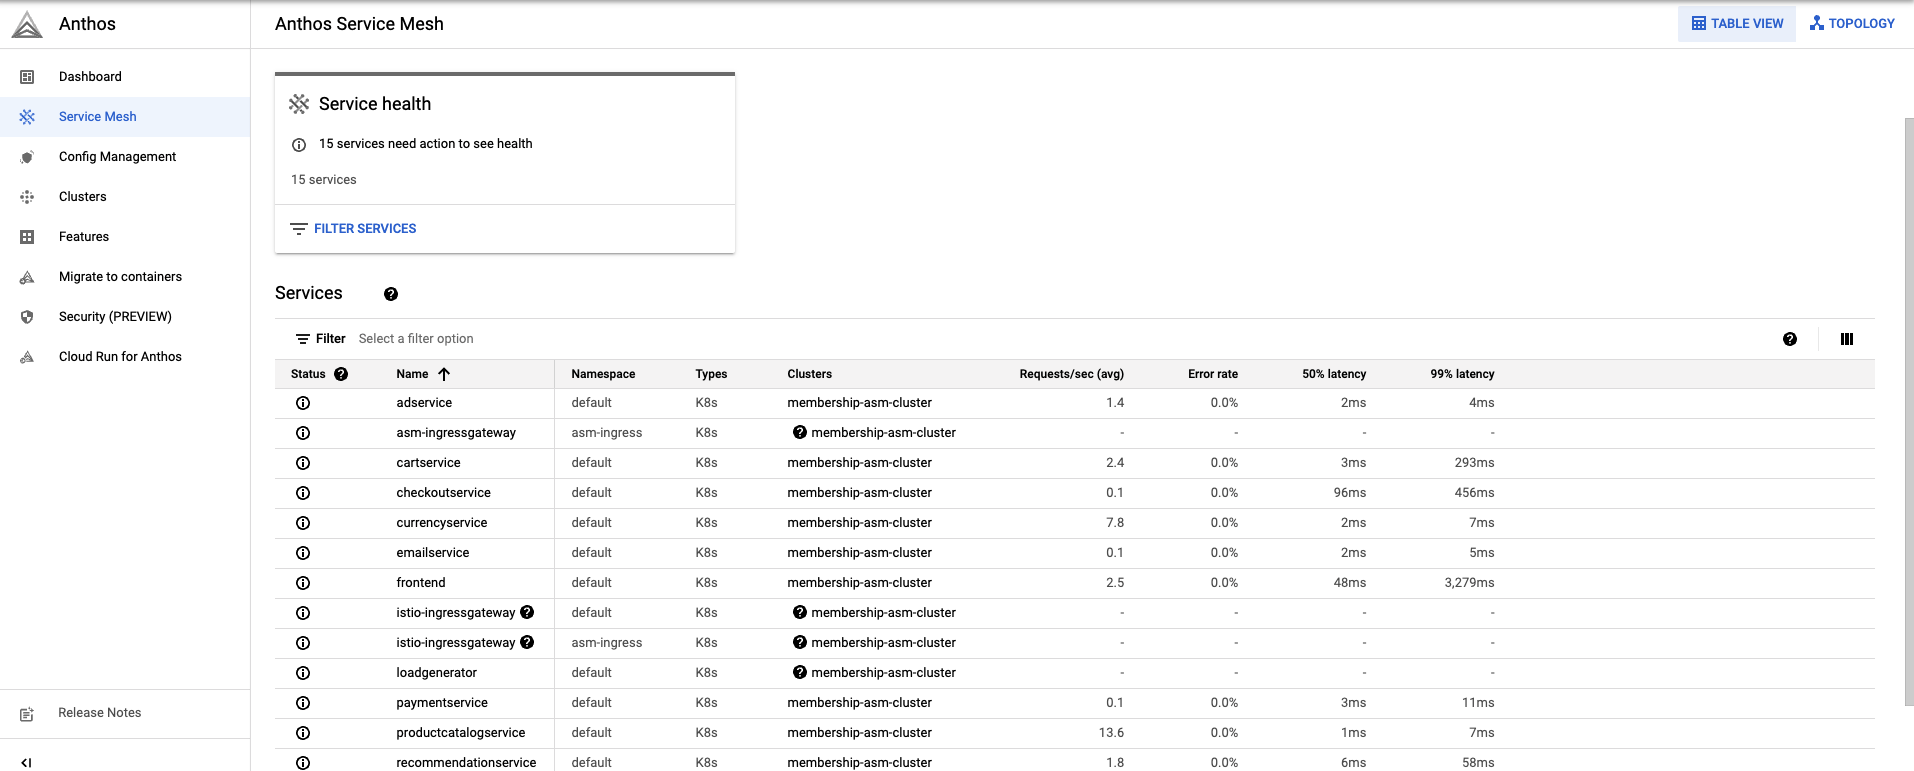 Anthos
Anthos Service Mesh
TABLE VIEW
TOPOLOGY
Dashboard
Service Mesh
Config Management
Clusters
Features
Migrate to containers
Security (PREVIEW)
Cloud Run for Anthos
Release Notes
Service health
15 services need action to see health
15 services
FILTER SERVICES
Services
Filter Select a filter option
Status Name Namespace Types Clusters Requests/sec (avg) Error rate 50% latency 99% latency
adservice default K8s membership-asm-cluster 1.4 0.0% 2ms 4ms
asm-ingressgateway asm-ingress K8s membership-asm-cluster - - - -
cartservice default K8s membership-asm-cluster 2.4 0.0% 3ms 293ms
checkoutservice default K8s membership-asm-cluster 0.1 0.0% 96ms 456ms
currencyservice default K8s membership-asm-cluster 7.8 0.0% 2ms 7ms
emailservice default K8s membership-asm-cluster 0.1 0.0% 2ms 5ms
frontend default K8s membership-asm-cluster 2.5 0.0% 48ms 3,279ms
istio-ingressgateway default K8s membership-asm-cluster - - - -
istio-ingressgateway asm-ingress K8s membership-asm-cluster - - - -
loadgenerator default K8s membership-asm-cluster - - - -
paymentservice default K8s membership-asm-cluster 0.1 0.0% 3ms 11ms
productcatalogservice default K8s membership-asm-cluster 13.6 0.0% 1ms 7ms
recommendationservice default K8s membership-asm-cluster 1.8 0.0% 6ms 58ms